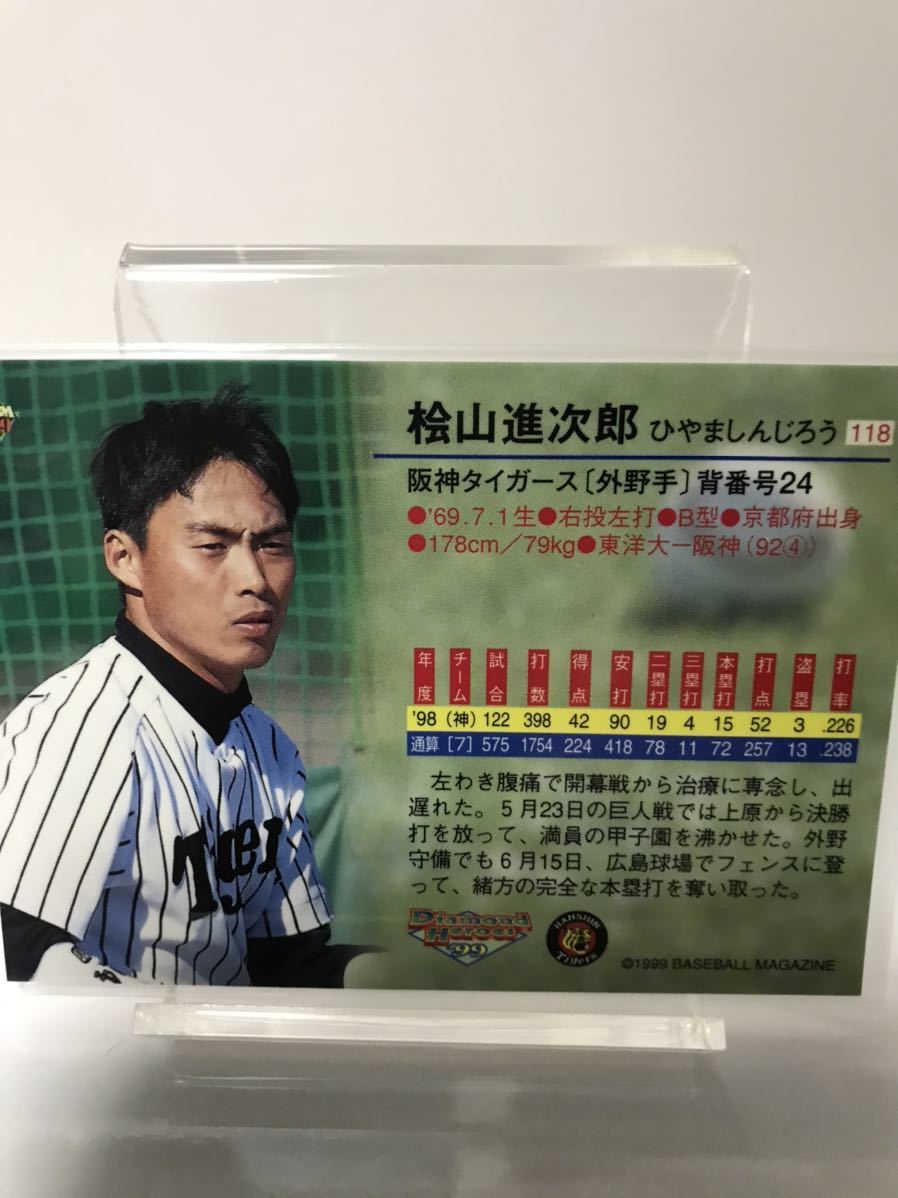 桧山進次郎 ひやましんじろう 118
阪神タイガース〔外野手〕背番号24
●'69.7.1生●右投左打●B型●京都府出身
●178cm／79kg●東洋大－阪神（92④）
年度 チーム 試合 打数 得点 安打 二塁打 三塁打 本塁打 打点 盗塁 打率
'98 （神） 122 398 42 90 19 4 15 52 3 .226
通算 [7] 575 1754 224 418 78 11 72 257 13 .238
左わき腹痛で開幕戦から治療に専念し、出
遅れた。5月23日の巨人戦では上原から決勝
打を放って、満員の甲子園を沸かせた。外野
守備でも6月15日、広島球場でフェンスに登
って、緒方の完全な本塁打を奪い取った。
Diamond
Heroes
'99
HANSHIN
Tigers
©1999 BASEBALL MAGAZINE
Tiger